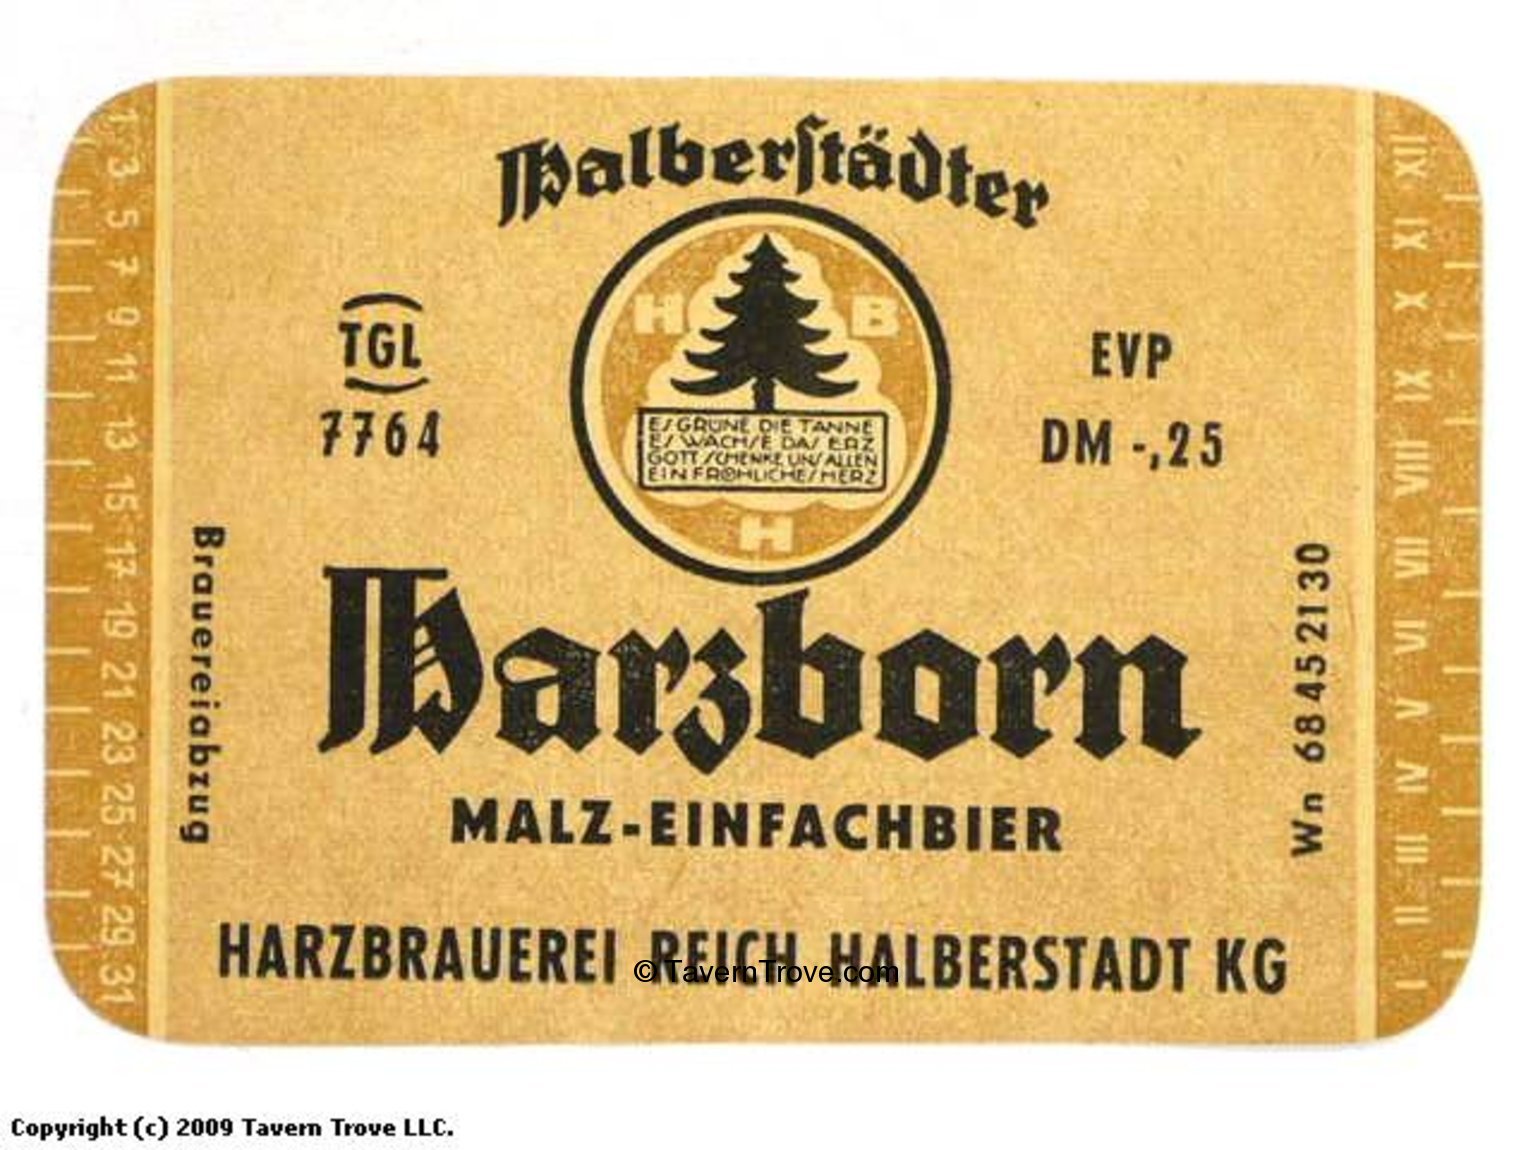 Halberstädter
H B
ES GRÜNE DIE TANNE
ES WACHSE DAS ERZ
GOTT SCHENKE UNS ALLEN
EIN FRÖHLICHES HERZ
H
TGL
7764
EVP
DM -,25
Harzborn
MALZ-EINFACHBIER
HARZBRAUEREI REICH HALBERSTADT KG
Brauereiabzug
Wn 68 45 21 30
1 3 5 7 9 11 13 15 17 19 21 23 25 27 29 31
XII XI X IX VIII VII VI V IV III II I
©TavernTrove.com
Copyright (c) 2009 Tavern Trove LLC.